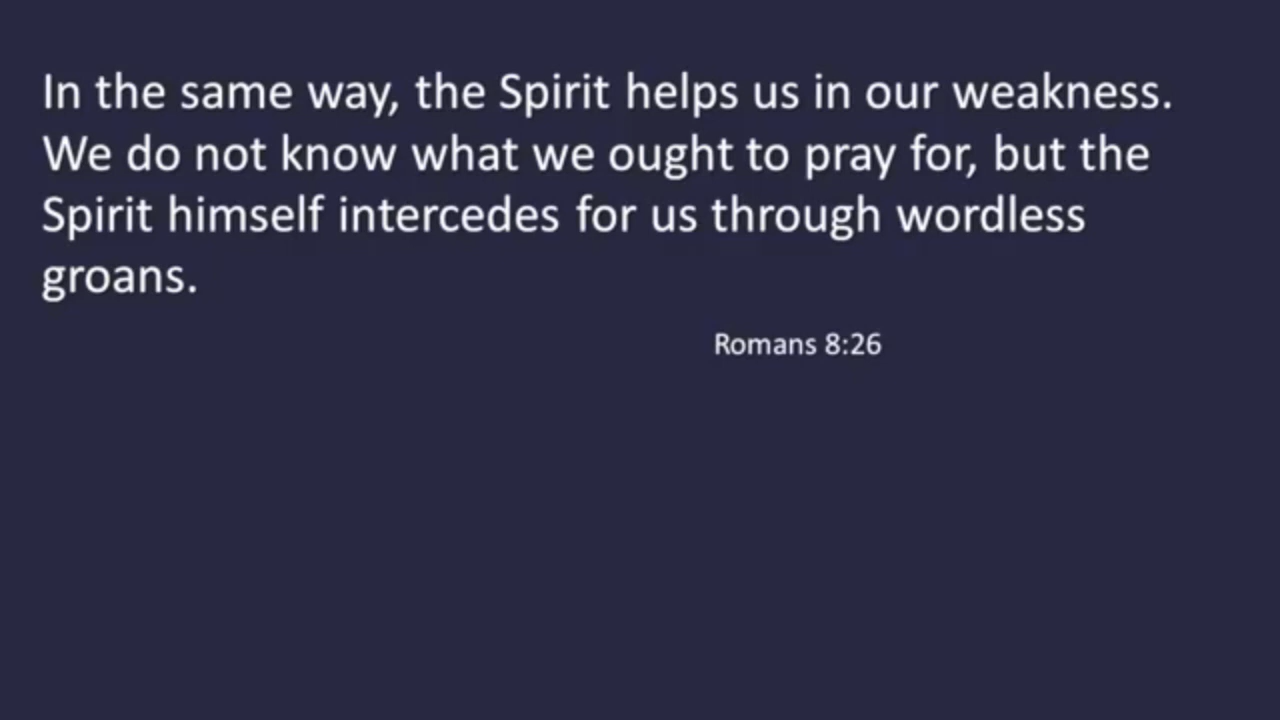 In the same way, the Spirit helps us in our weakness.
We do not know what we ought to pray for, but the
Spirit himself intercedes for us through wordless
groans.
Romans 8:26